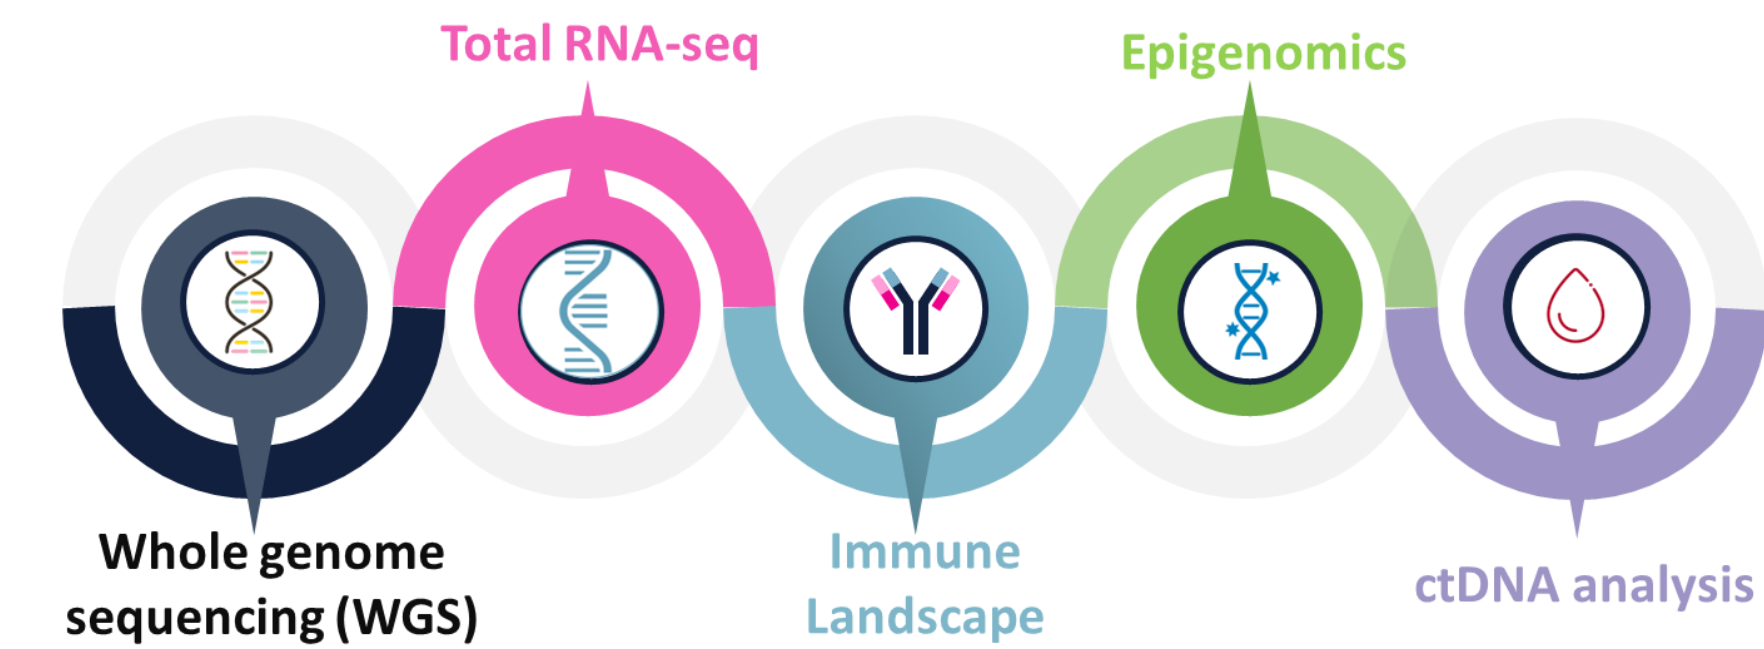 Total RNA-seq
Epigenomics
Whole genome
sequencing (WGS)
Immune
Landscape
ctDNA analysis